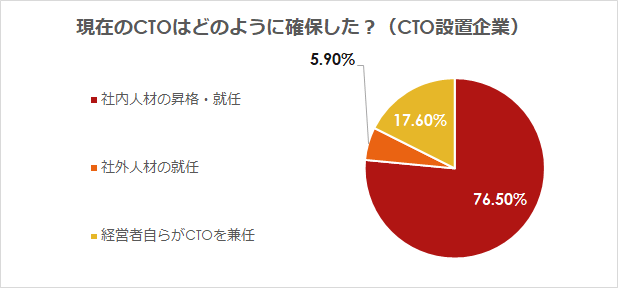 現在のCTOはどのように確保した？（CTO設置企業）
5.90%
社内人材の昇格・就任
17.60%
社外人材の就任
76.50%
経営者自らがCTOを兼任